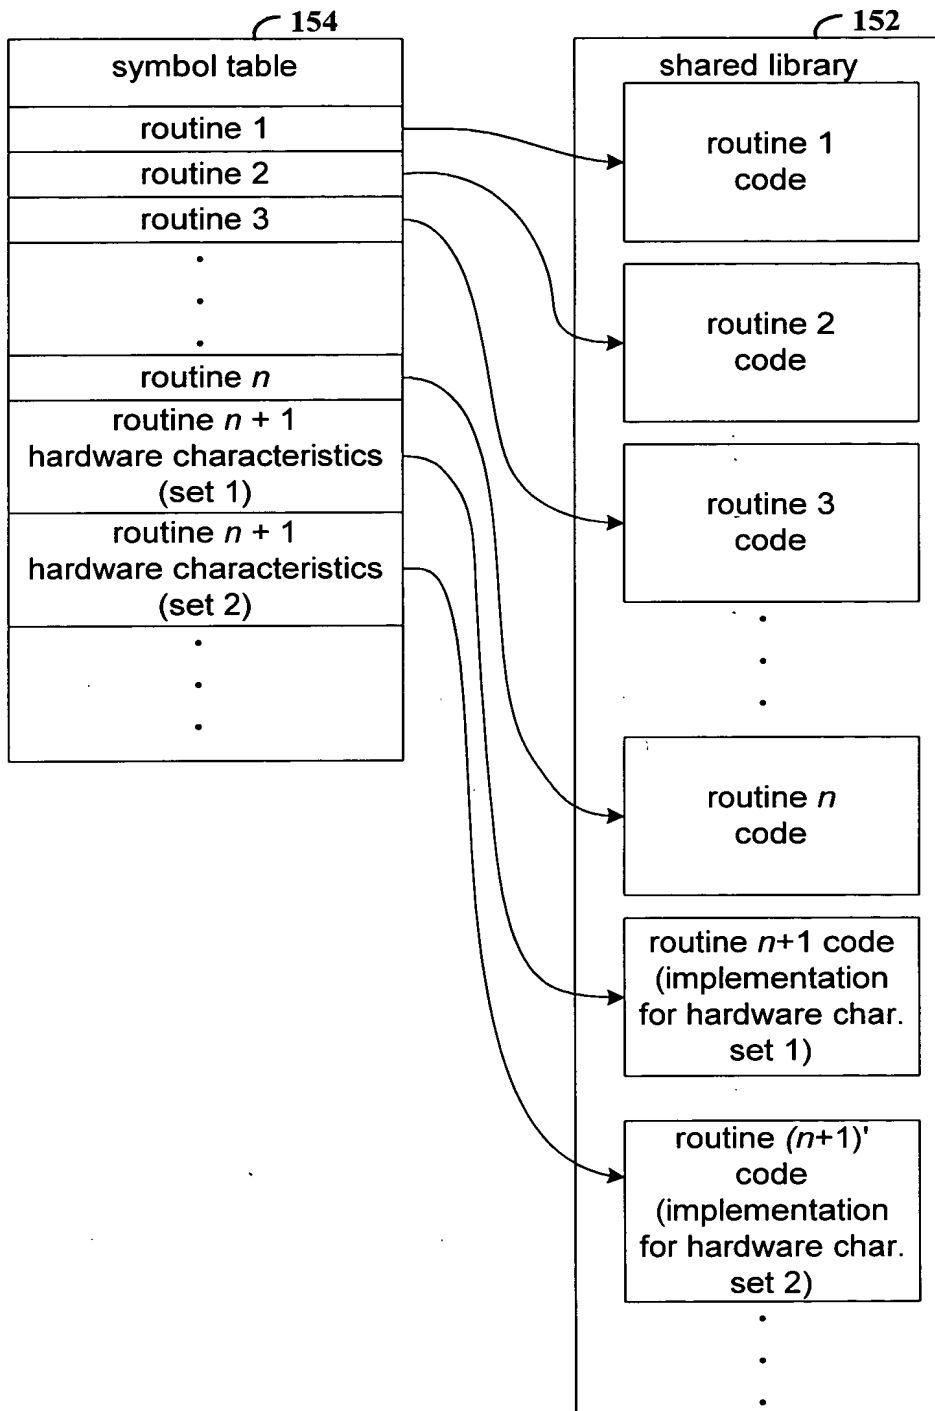 154
symbol table
routine 1
routine 2
routine 3
routine n
routine n + 1
hardware characteristics
(set 1)
routine n + 1
hardware characteristics
(set 2)
152
shared library
routine 1
code
routine 2
code
routine 3
code
routine n
code
routine n+1 code
(implementation
for hardware char.
set 1)
routine (n+1)'
code
(implementation
for hardware char.
set 2)